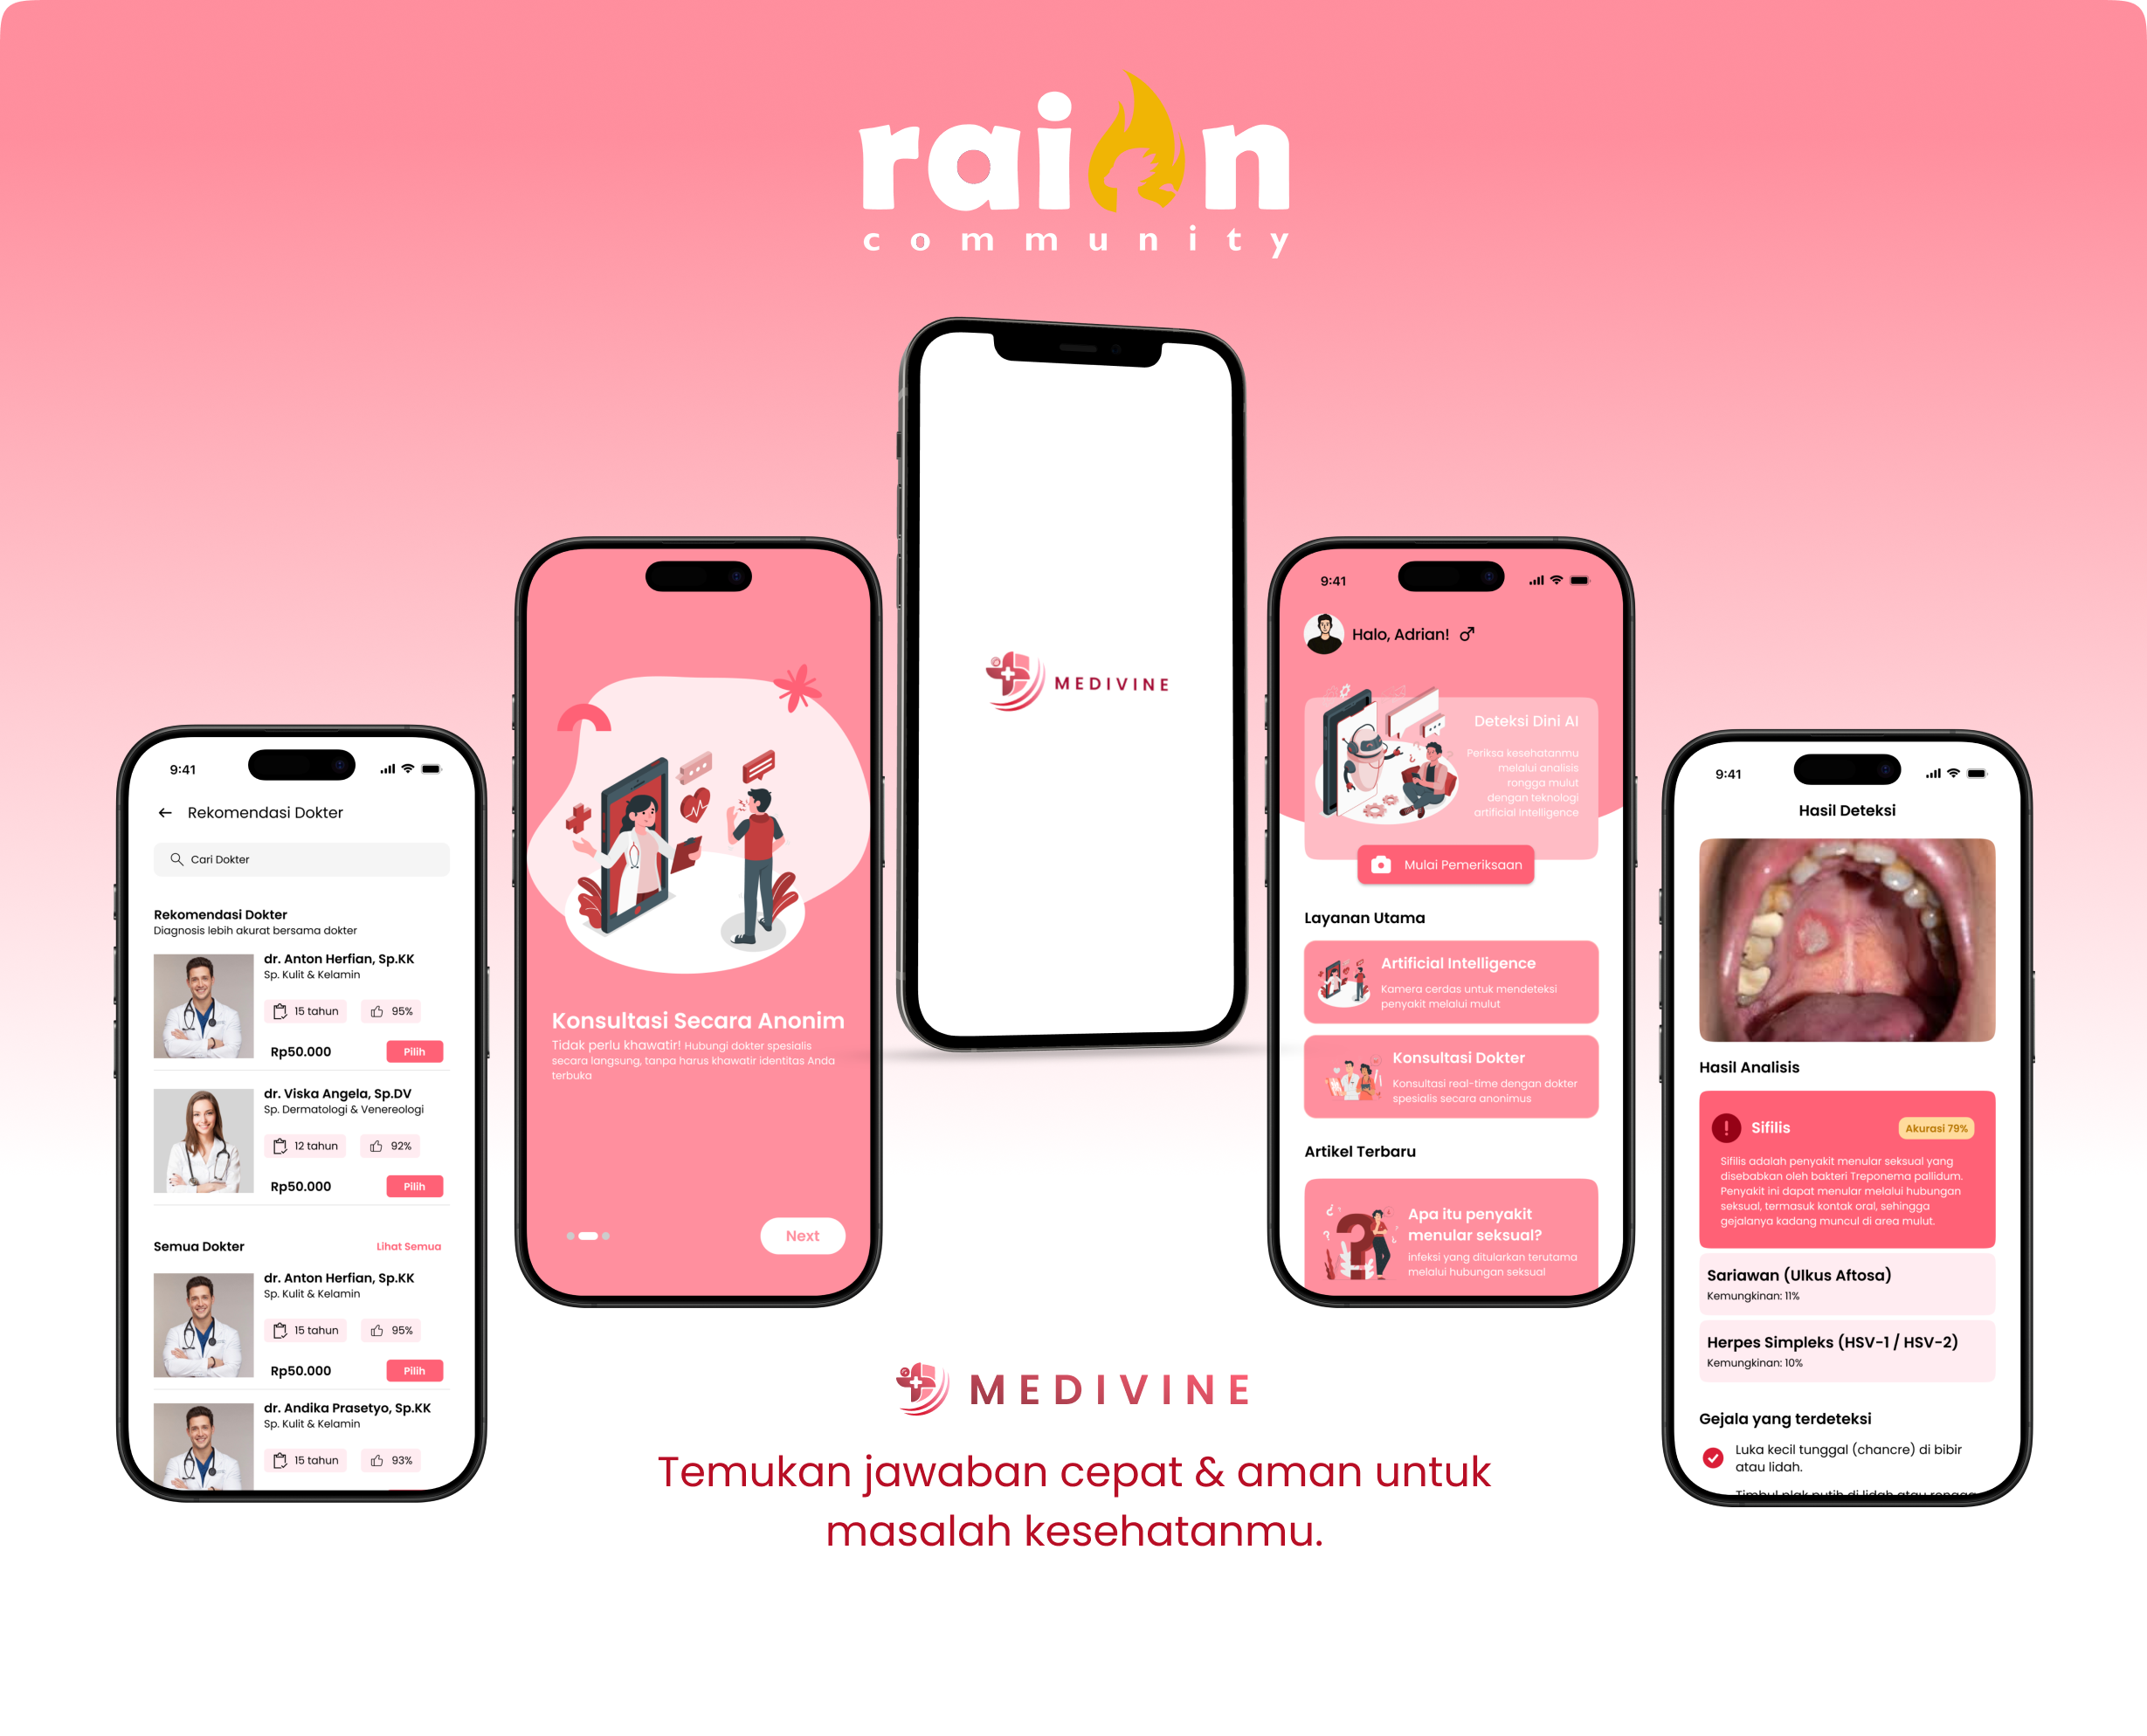 raion
community
MEDIVINE
9:41
Rekomendasi Dokter
Cari Dokter
Rekomendasi Dokter
Diagnosis lebih akurat bersama dokter
dr. Anton Herfian, Sp.KK
Sp. Kulit & Kelamin
15 tahun
95%
Rp50.000
Pilih
dr. Viska Angela, Sp.DV
Sp. Dermatologi & Venereologi
12 tahun
92%
Rp50.000
Pilih
Semua Dokter
Lihat Semua
dr. Anton Herfian, Sp.KK
Sp. Kulit & Kelamin
15 tahun
95%
Rp50.000
Pilih
dr. Andika Prasetyo, Sp.KK
Sp. Kulit & Kelamin
15 tahun
93%
Konsultasi Secara Anonim
Tidak perlu khawatir! Hubungi dokter spesialis
secara langsung, tanpa harus khawatir identitas Anda
terbuka
Next
9:41
Halo, Adrian!
Deteksi Dini AI
Periksa kesehatanmu
melalui analisis
rongga mulut
dengan teknologi
artificial Intelligence
Mulai Pemeriksaan
Layanan Utama
Artificial Intelligence
Kamera cerdas untuk mendeteksi
penyakit melalui mulut
Konsultasi Dokter
Konsultasi real-time dengan dokter
spesialis secara anonimus
Artikel Terbaru
Apa itu penyakit
menular seksual?
infeksi yang ditularkan terutama
melalui hubungan seksual
9:41
Hasil Deteksi
Hasil Analisis
Sifilis
Akurasi 79%
Sifilis adalah penyakit menular seksual yang
disebabkan oleh bakteri Treponema pallidum.
Penyakit ini dapat menular melalui hubungan
seksual, termasuk kontak oral, sehingga
gejalanya kadang muncul di area mulut.
Sariawan (Ulkus Aftosa)
Kemungkinan: 11%
Herpes Simpleks (HSV-1 / HSV-2)
Kemungkinan: 10%
Gejala yang terdeteksi
Luka kecil tunggal (chancre) di bibir
atau lidah.
Timbul plak putih di lidah atau rongga
MEDIVINE
Temukan jawaban cepat & aman untuk
masalah kesehatanmu.